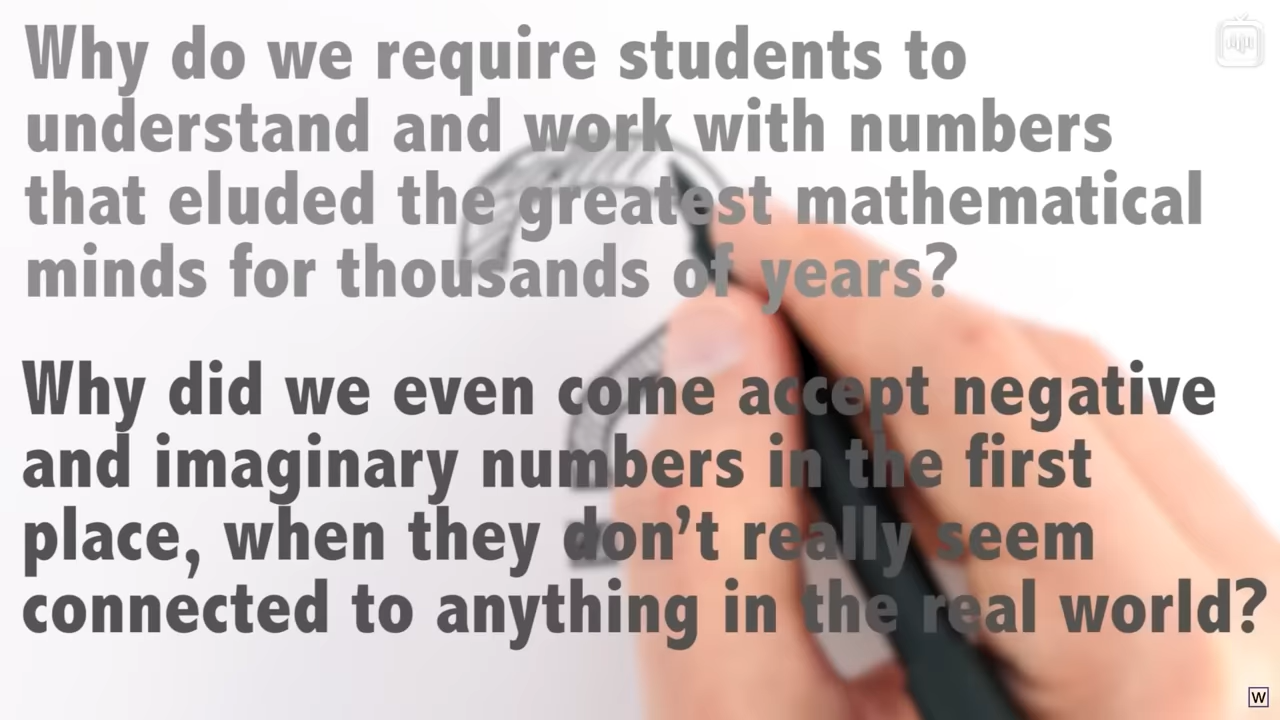 Why do we require students to
understand and work with numbers
that eluded the greatest mathematical
minds for thousands of years?
Why did we even come accept negative
and imaginary numbers in the first
place, when they don’t really seem
connected to anything in the real world?
W